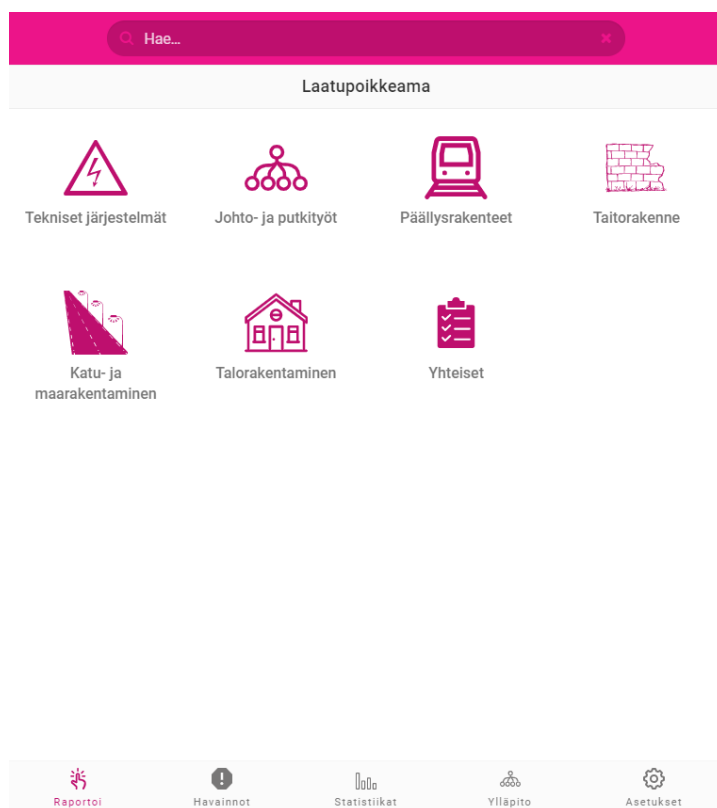 Hae...
Laatupoikkeama
Tekniset järjestelmät
Johto- ja putkityöt
Päällysrakenteet
Taitorakenne
Katu- ja
maarakentaminen
Talorakentaminen
Yhteiset
Raportoi
Havainnot
Statistiikat
Ylläpito
Asetukset